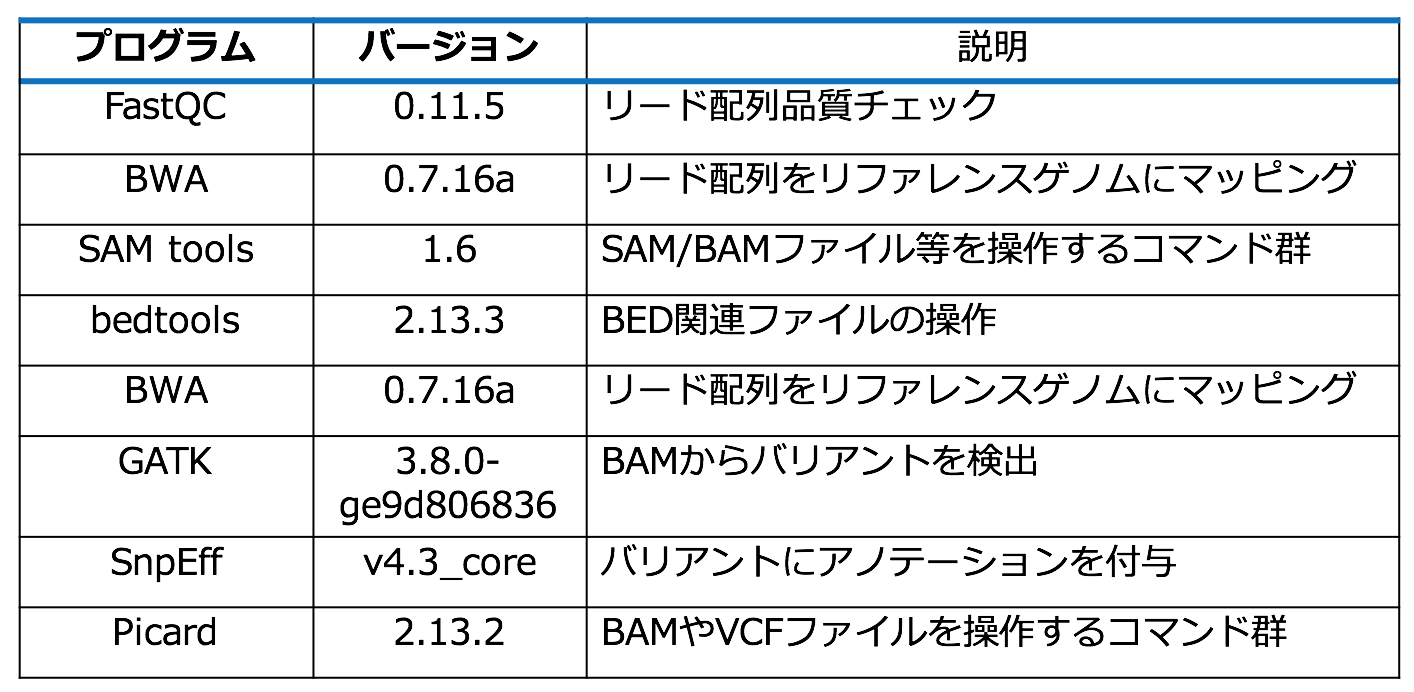 プログラム バージョン 説明
FastQC 0.11.5 リード配列品質チェック
BWA 0.7.16a リード配列をリファレンスゲノムにマッピング
SAM tools 1.6 SAM/BAMファイル等を操作するコマンド群
bedtools 2.13.3 BED関連ファイルの操作
BWA 0.7.16a リード配列をリファレンスゲノムにマッピング
GATK 3.8.0- BAMからバリアントを検出
ge9d806836
SnpEff v4.3_core バリアントにアノテーションを付与
Picard 2.13.2 BAMやVCFファイルを操作するコマンド群